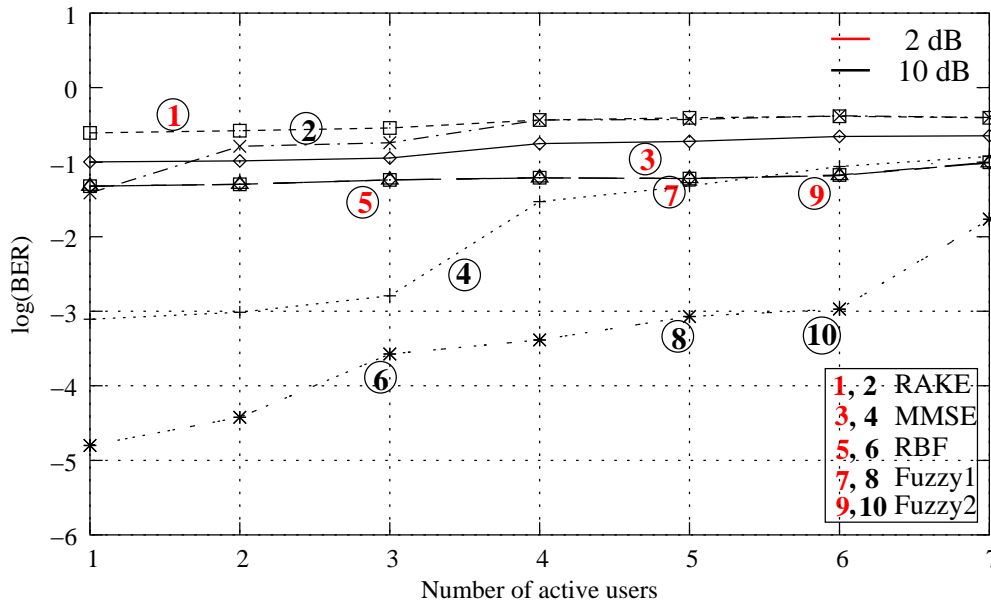 1
0
−1
−2
−3
−4
−5
−6
log(BER)
1 2 3 4 5 6 7
Number of active users
2 dB
10 dB
1
2
3
5
7
9
4
6
8
10
1, 2 RAKE
3, 4 MMSE
5, 6 RBF
7, 8 Fuzzy1
9,10 Fuzzy2